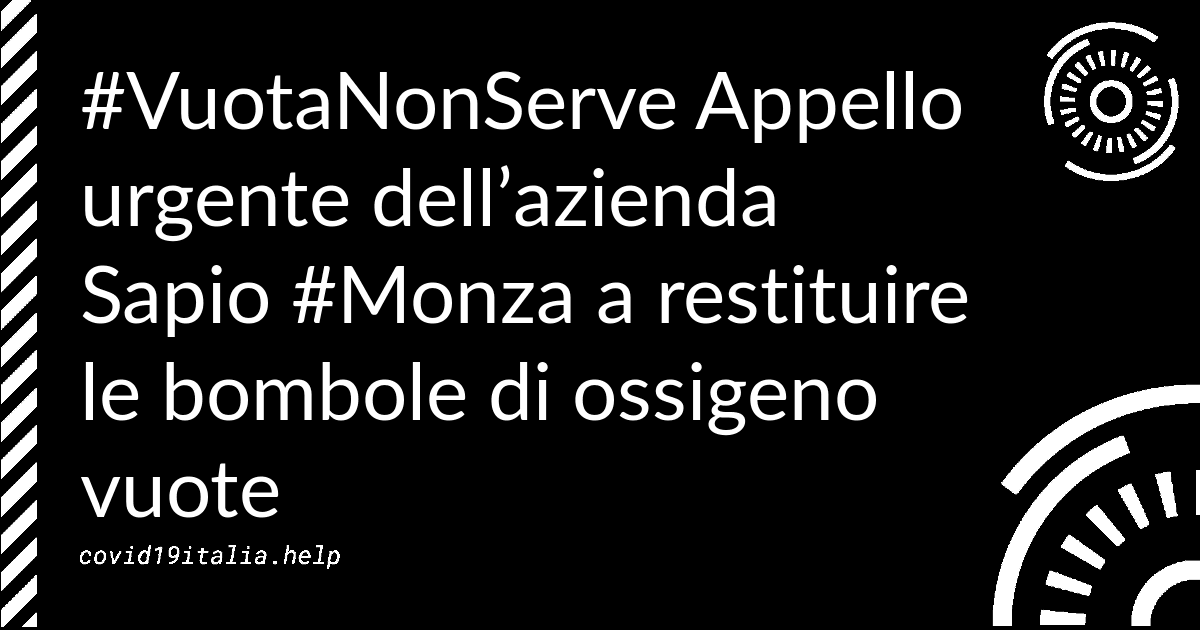 #VuotaNonServe Appello
urgente dell’azienda
Sapio #Monza a restituire
le bombole di ossigeno
vuote
covid19italia.help